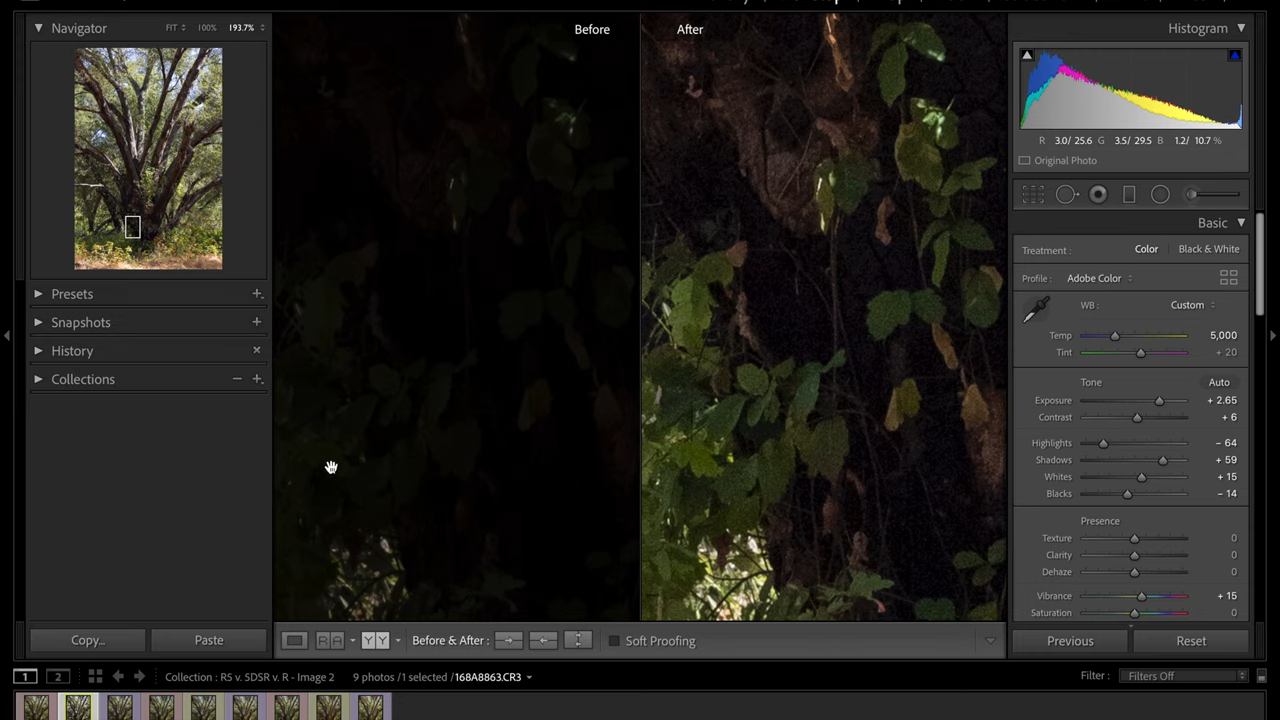 Navigator FIT 100% 193.7%
Presets
Snapshots
History
Collections
Copy... Paste
Before After
R A Y Y Before & After : Soft Proofing
Histogram
R 3.0/ 25.6 G 3.5/ 29.5 B 1.2/ 10.7 %
Original Photo
Basic
Treatment : Color Black & White
Profile : Adobe Color
WB : Custom
Temp 5,000
Tint + 20
Tone Auto
Exposure + 2.65
Contrast + 6
Highlights – 64
Shadows + 59
Whites + 15
Blacks – 14
Presence
Texture 0
Clarity 0
Dehaze 0
Vibrance + 15
Saturation 0
Previous Reset
1 2 Collection : R5 v. 5DSR v. R - Image 2 9 photos / 1 selected / 168A8863.CR3 Filter : Filters Off